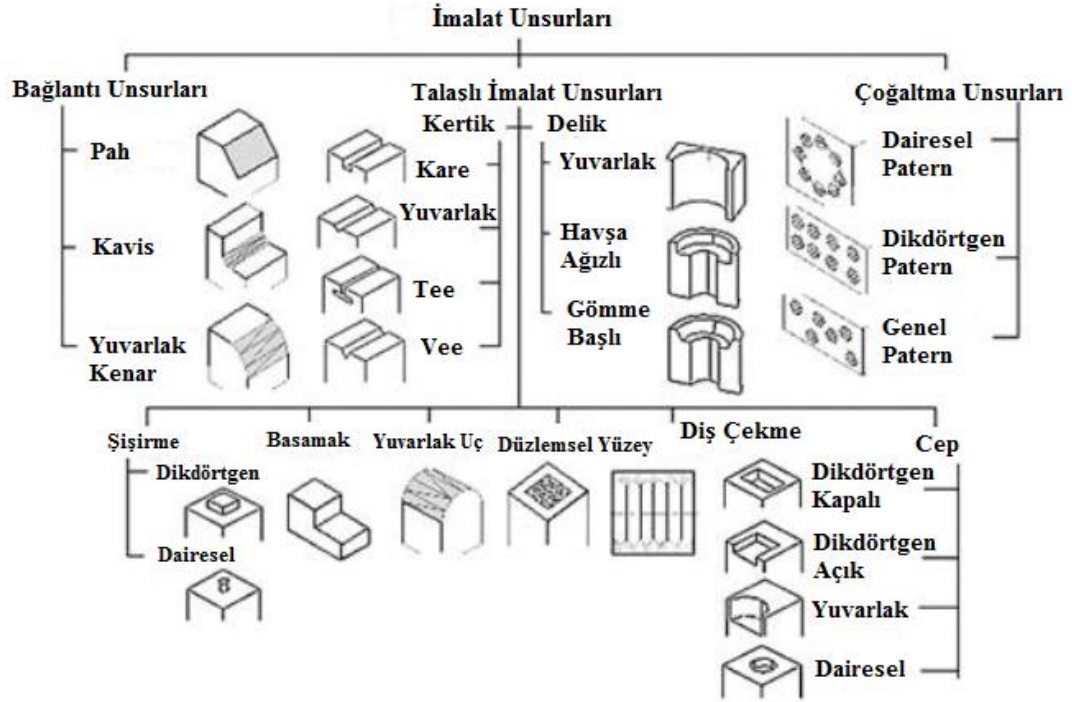 İmalat Unsurları
Bağlantı Unsurları
Pah
Kavis
Yuvarlak
Kenar
Talaşlı İmalat Unsurları
Kertik
Kare
Yuvarlak
Tee
Vee
Delik
Yuvarlak
Havşa
Ağızlı
Gömme
Başlı
Çoğaltma Unsurları
Dairesel
Patern
Dikdörtgen
Patern
Genel
Patern
Şişirme
Dikdörtgen
Dairesel
Basamak
Yuvarlak Uç
Düzlemsel Yüzey
Diş Çekme
Cep
Dikdörtgen
Kapalı
Dikdörtgen
Açık
Yuvarlak
Dairesel